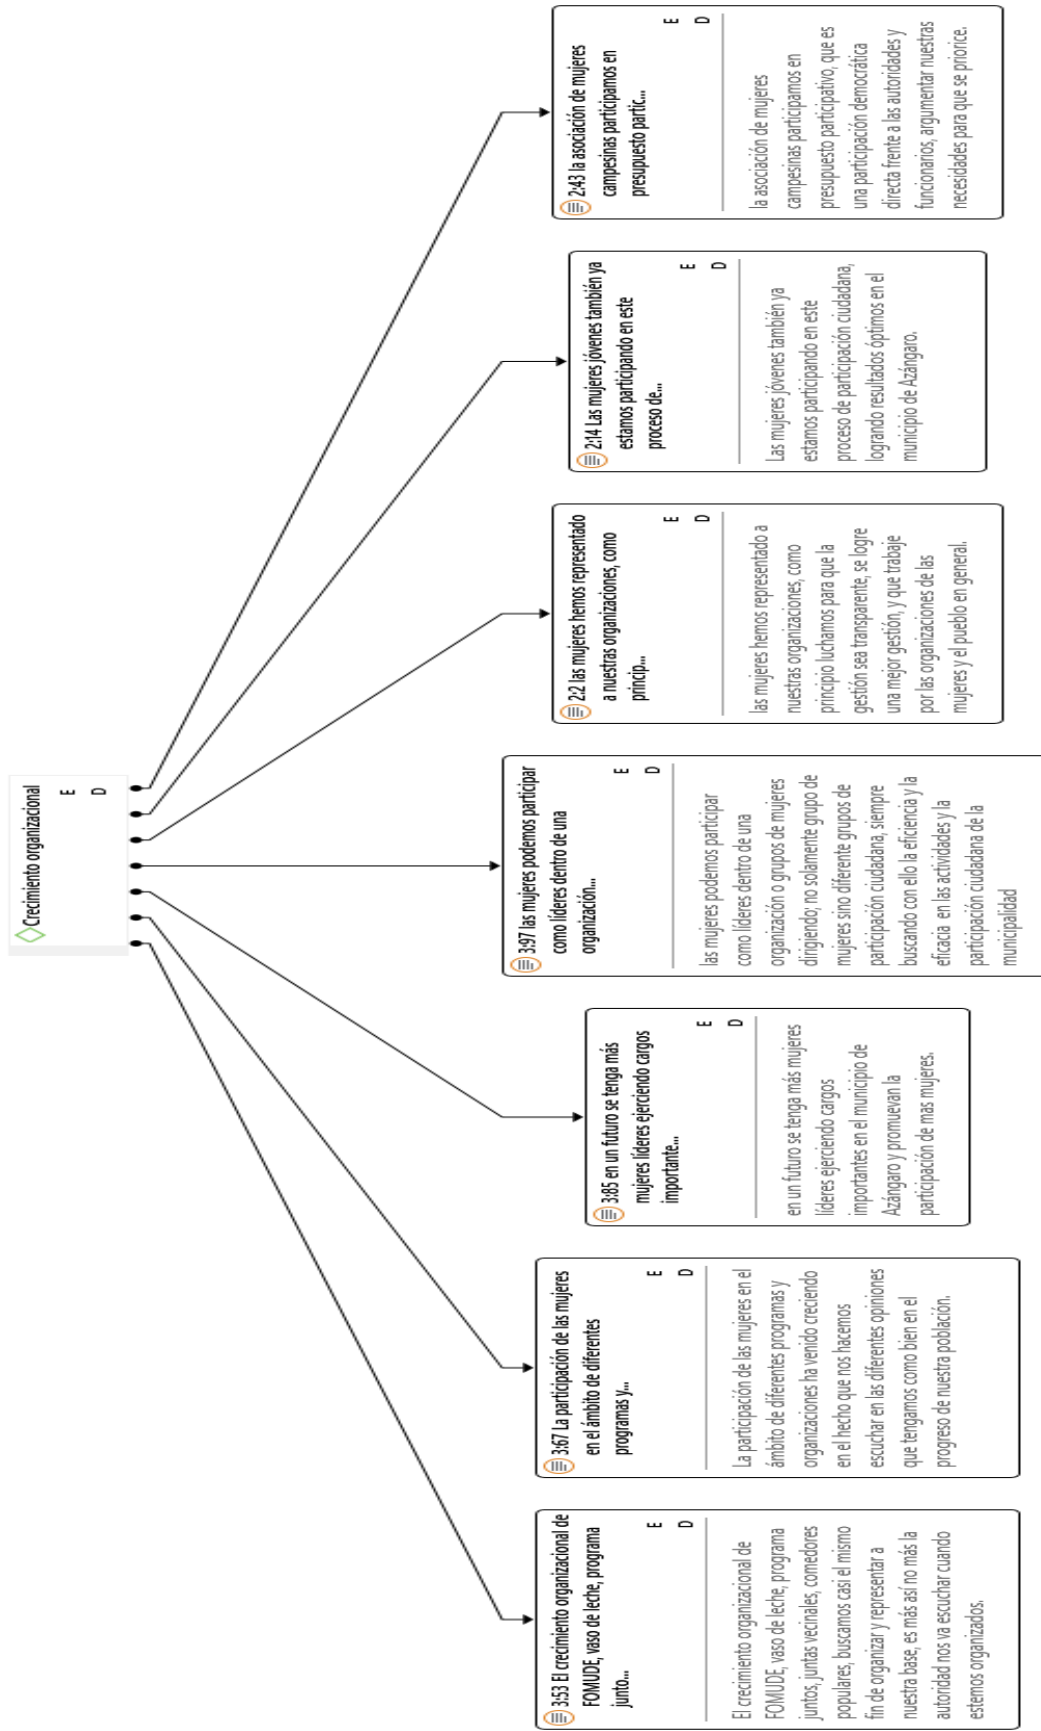 Crecimiento organizacional
E
D
3:53 El crecimiento organizacional de
FOMUDE, vaso de leche, programa
junto...
E
D
El crecimiento organizacional de
FOMUDE, vaso de leche, programa
juntos, juntas vecinales, comedores
populares, buscamos casi el mismo
fin de organizar y representar a
nuestra base, es más así no más la
autoridad nos va escuchar cuando
estemos organizados.
3:67 La participación de las mujeres
en el ámbito de diferentes
programas y...
E
D
La participación de las mujeres en el
ámbito de diferentes programas y
organizaciones ha venido creciendo
en el hecho que nos hacemos
escuchar en las diferentes opiniones
que tengamos como bien en el
progreso de nuestra población.
3:85 en un futuro se tenga más
mujeres líderes ejerciendo cargos
importante...
E
D
en un futuro se tenga más mujeres
líderes ejerciendo cargos
importantes en el municipio de
Azángaro y promuevan la
participación de mas mujeres.
3:97 las mujeres podemos participar
como líderes dentro de una
organización...
E
D
las mujeres podemos participar
como líderes dentro de una
organización o grupos de mujeres
dirigiendo; no solamente grupo de
mujeres sino diferente grupos de
participación ciudadana, siempre
buscando con ello la eficiencia y la
eficacia en las actividades y la
participación ciudadana de la
municipalidad
2:2 las mujeres hemos representado
a nuestras organizaciones, como
princip...
E
D
las mujeres hemos representado a
nuestras organizaciones, como
principio luchamos para que la
gestión sea transparente, se logre
una mejor gestión, y que trabaje
por las organizaciones de las
mujeres y el pueblo en general.
2:14 Las mujeres jóvenes también ya
estamos participando en este
proceso de...
E
D
Las mujeres jóvenes también ya
estamos participando en este
proceso de participación ciudadana,
logrando resultados óptimos en el
municipio de Azángaro.
2:43 la asociación de mujeres
campesinas participamos en
presupuesto partic...
E
D
la asociación de mujeres
campesinas participamos en
presupuesto participativo, que es
una participación democrática
directa frente a las autoridades y
funcionarios, argumentar nuestras
necesidades para que se priorice.